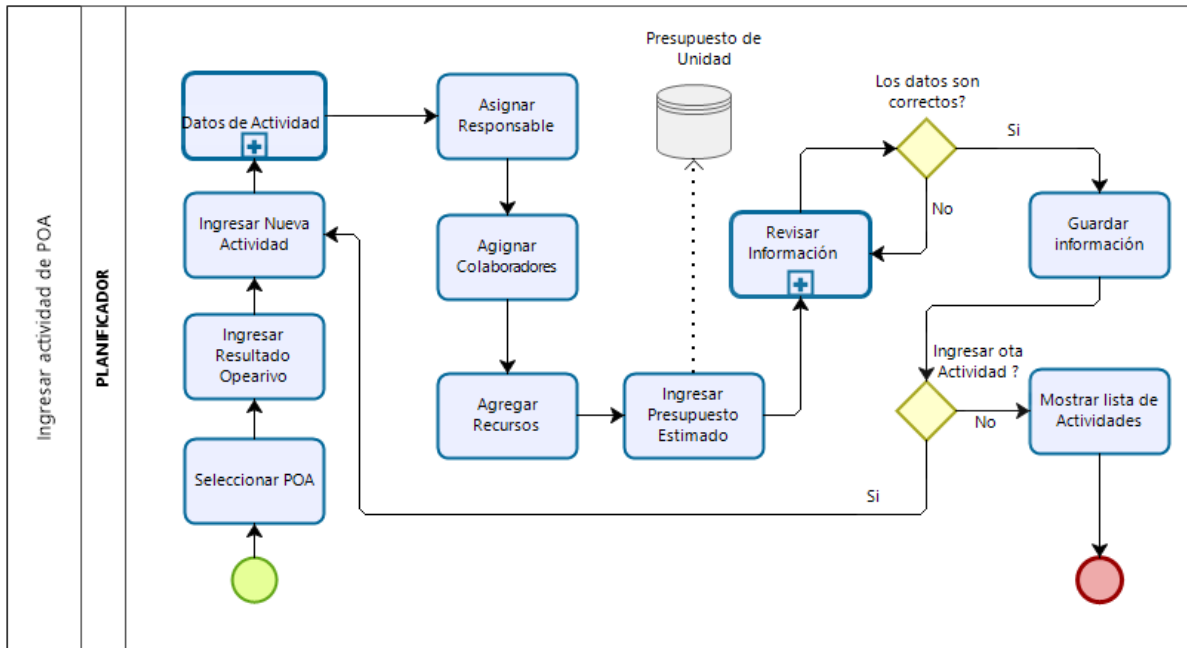 Ingresar actividad de POA
PLANIFICADOR
Datos de Actividad
Ingresar Nueva
Actividad
Ingresar
Resultado
Opearivo
Seleccionar POA
Asignar
Responsable
Agignar
Colaboradores
Agregar
Recursos
Ingresar
Presupuesto
Estimado
Presupuesto de
Unidad
Revisar
Información
Los datos son
correctos?
Si
No
Guardar
información
Ingresar ota
Actividad ?
No
Si
Mostrar lista de
Actividades